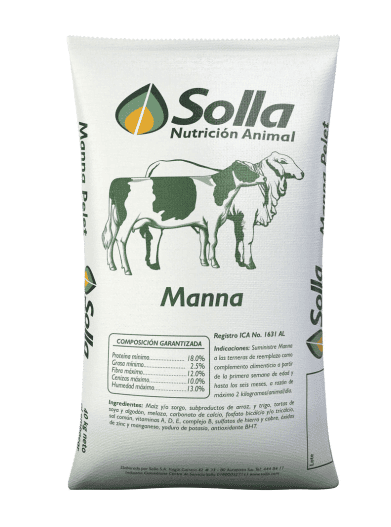 Solla
Nutrición Animal
Manna Pelet
Manna Pelet
Solla
Solla
40 kg neto
Manna
COMPOSICIÓN GARANTIZADA
Proteína mínimo 18.0%
Grasa mínimo 2.5%
Fibra máximo 12.0%
Cenizas máximo 10.0%
Humedad máximo 13.0%
Registro ICA No. 1631 AL
Indicaciones: Suministre Manna
a las terneras de reemplazo como
complemento alimenticio a partir
de la primera semana de edad y
hasta los seis meses, a razón de
máximo 2 kilogramos/animal/día.
Ingredientes: Maíz y/o sorgo, subproductos de arroz, y trigo, tortas de
soya y algodón, melaza, carbonato de calcio, fosfato bicálcico y/o tricálcico,
sal común, vitaminas A, D, E, complejo B, sulfatos de hierro y cobre, óxidos
de zinc y manganeso, yoduro de potasio, antioxidante BHT.
Elaborado por Solla S.A.
Lote